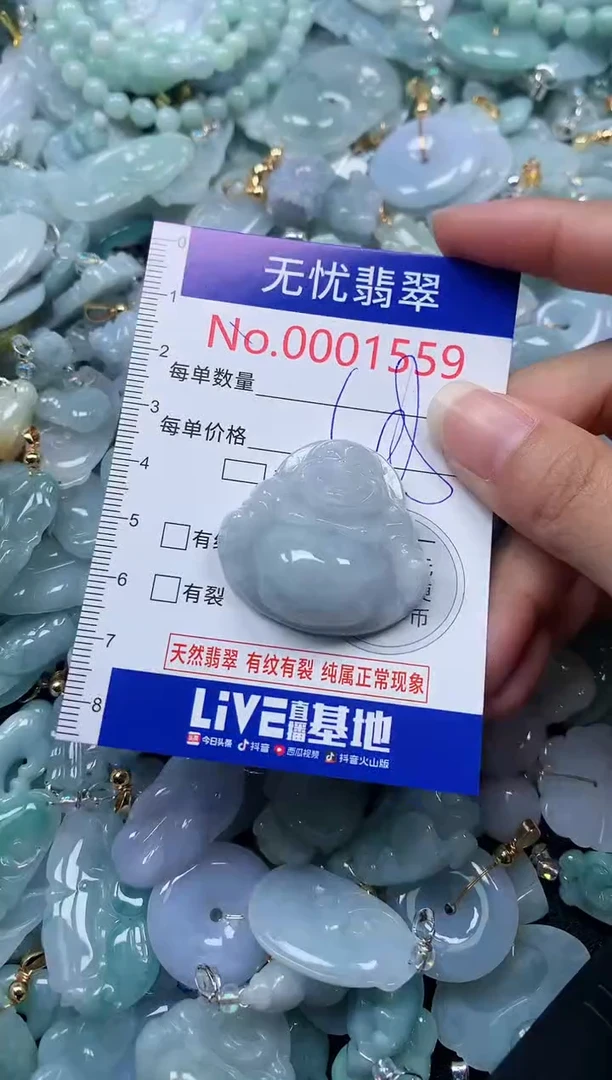 无忧翡翠
No.0001559
每单数量
每单价格
有纹
有裂
币
天然翡翠 有纹有裂 纯属正常现象
LiVE直播基地
今日头条 抖音 西瓜视频 抖音火山版
0
1
2
3
4
5
6
7
8